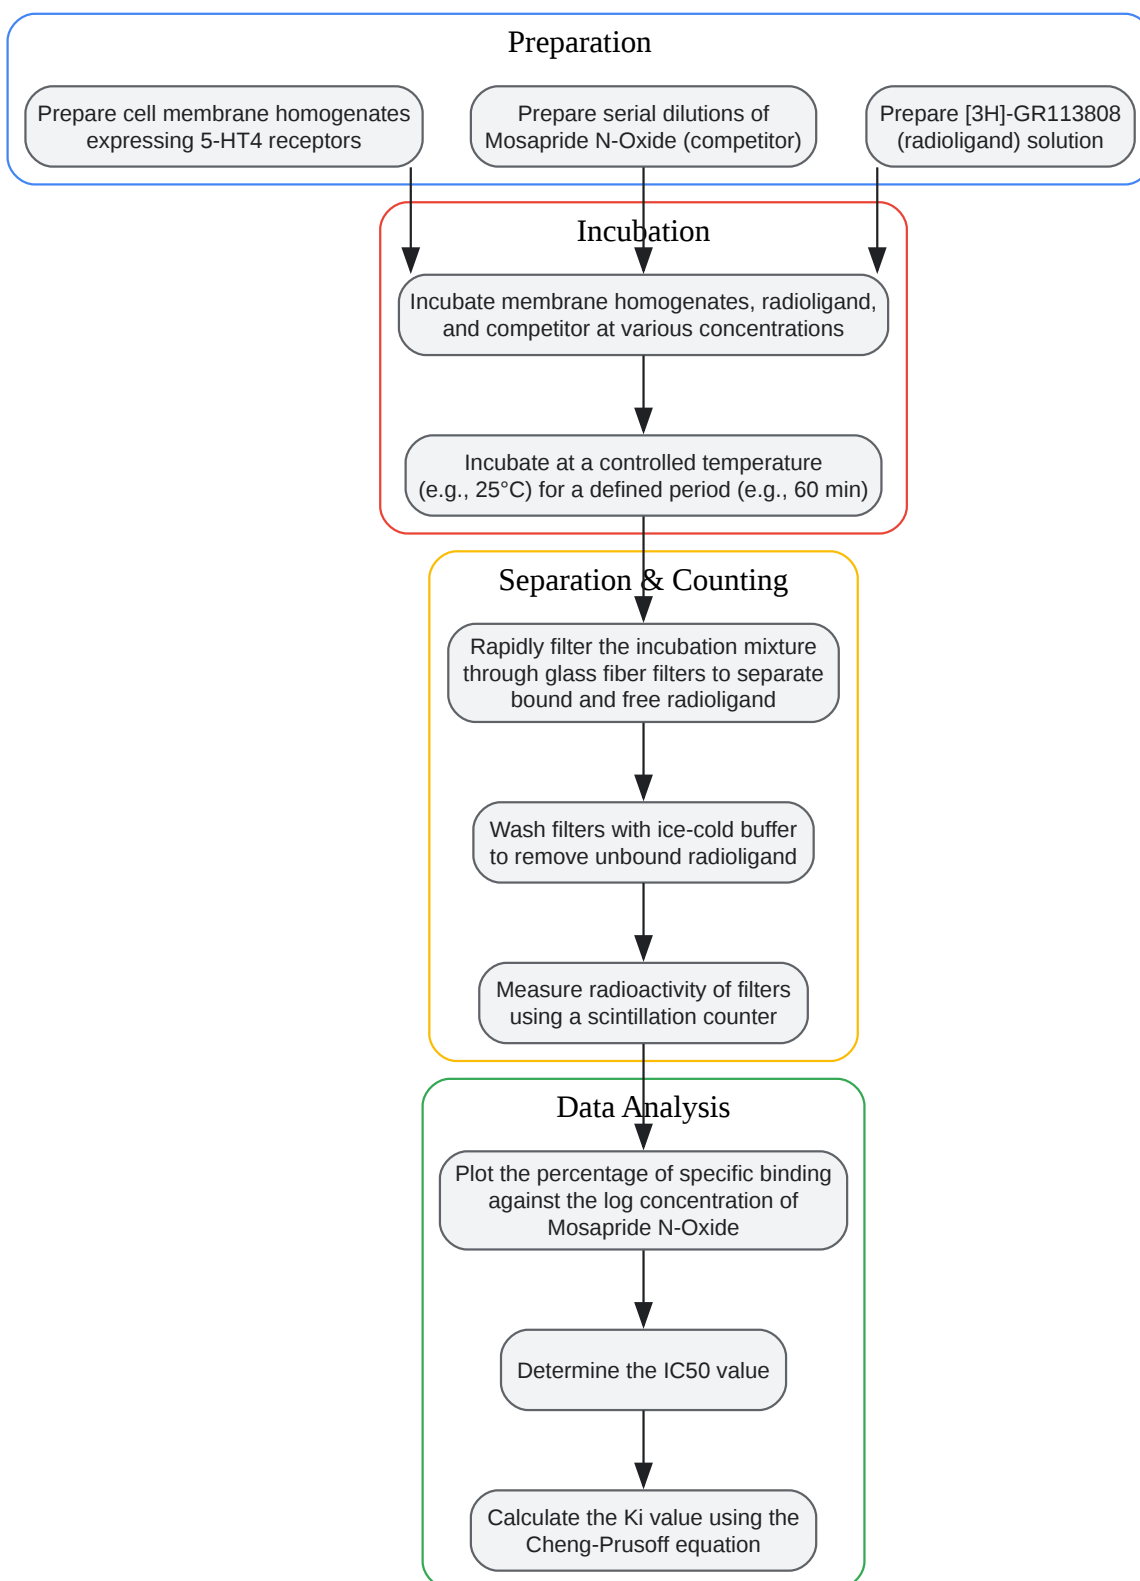 Preparation
Prepare cell membrane homogenates
expressing 5-HT4 receptors
Prepare serial dilutions of
Mosapride N-Oxide (competitor)
Prepare [3H]-GR113808
(radioligand) solution
Incubation
Incubate membrane homogenates, radioligand,
and competitor at various concentrations
Incubate at a controlled temperature
(e.g., 25°C) for a defined period (e.g., 60 min)
Separation & Counting
Rapidly filter the incubation mixture
through glass fiber filters to separate
bound and free radioligand
Wash filters with ice-cold buffer
to remove unbound radioligand
Measure radioactivity of filters
using a scintillation counter
Data Analysis
Plot the percentage of specific binding
against the log concentration of
Mosapride N-Oxide
Determine the IC50 value
Calculate the Ki value using the
Cheng-Prusoff equation